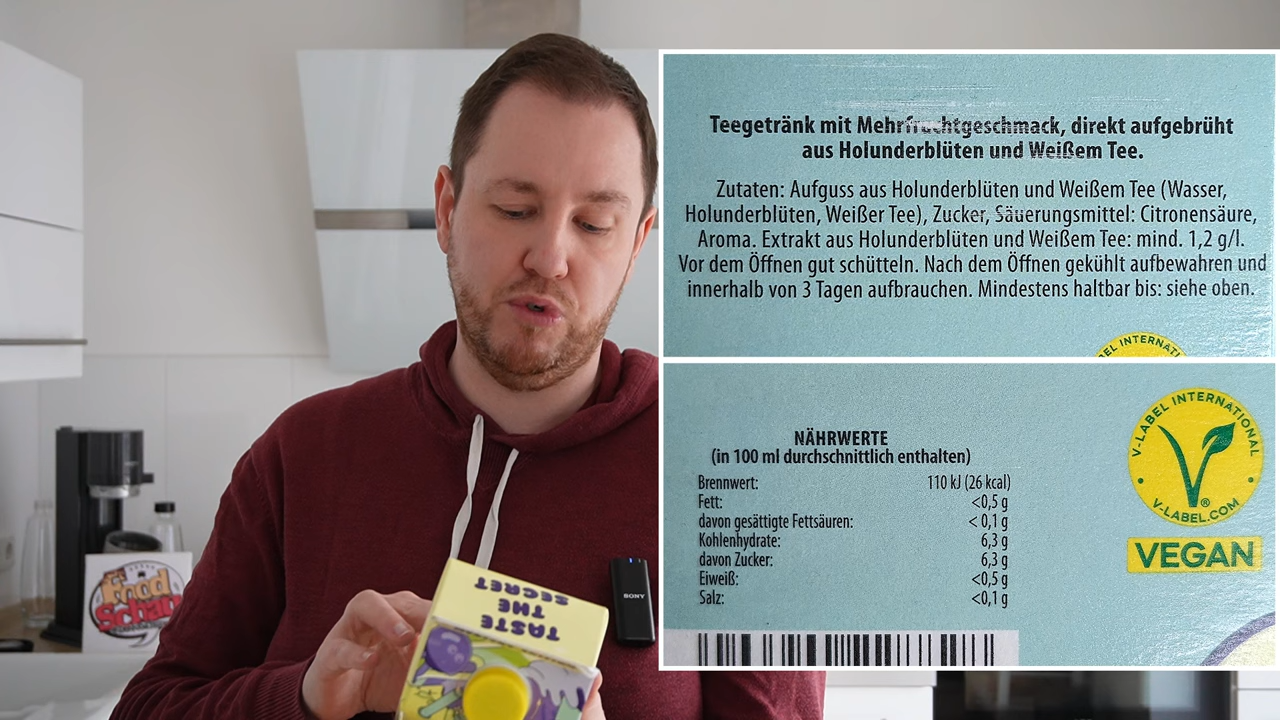 Teegetränk mit Mehrfruchtgeschmack, direkt aufgebrüht
aus Holunderblüten und Weißem Tee.
Zutaten: Aufguss aus Holunderblüten und Weißem Tee (Wasser,
Holunderblüten, Weißer Tee), Zucker, Säuerungsmittel: Citronensäure,
Aroma. Extrakt aus Holunderblüten und Weißem Tee: mind. 1,2 g/l.
Vor dem Öffnen gut schütteln. Nach dem Öffnen gekühlt aufbewahren und
innerhalb von 3 Tagen aufbrauchen. Mindestens haltbar bis: siehe oben.
EL INTERNATI
NÄHRWERTE
(in 100 ml durchschnittlich enthalten)
Brennwert: 110 kJ (26 kcal)
Fett: <0,5 g
davon gesättigte Fettsäuren: < 0,1 g
Kohlenhydrate: 6,3 g
davon Zucker: 6,3 g
Eiweiß: <0,5 g
Salz: <0,1 g
V-LABEL INTERNATIONAL
V-LABEL.COM
®
VEGAN
SONY
TASTE
THE
SECRET
Food
Schau